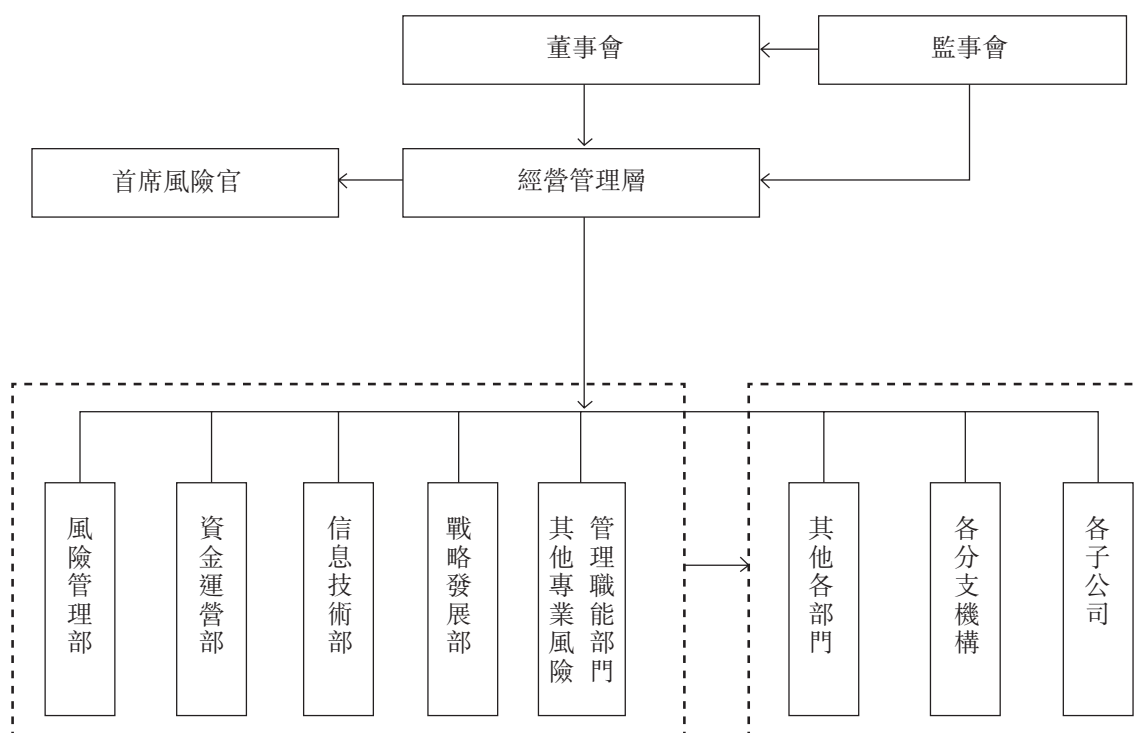 董事會
監事會
首席風險官
經營管理層
風險管理部
資金運營部
信息技術部
戰略發展部
其他專業風險
管理職能部門
其他各部門
各分支機構
各子公司